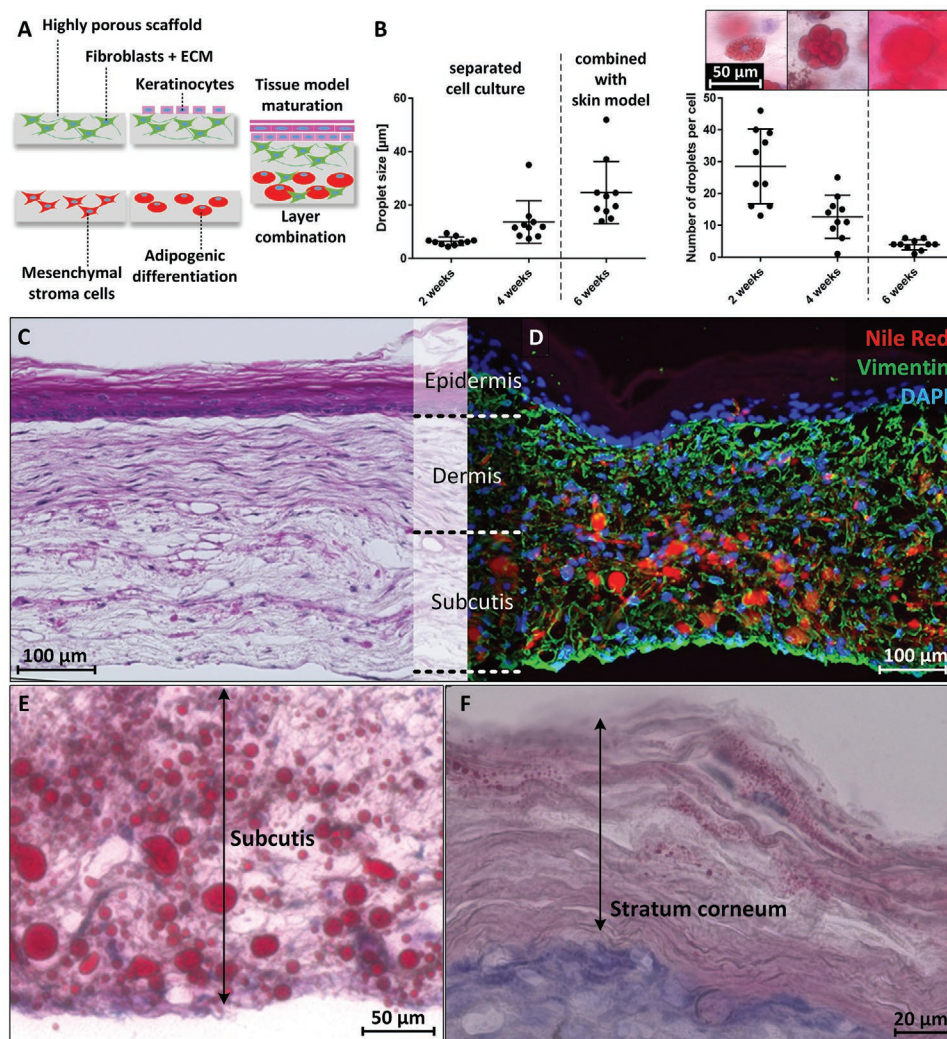 A
Highly porous scaffold
Fibroblasts + ECM
Keratinocytes
Tissue model
maturation
Layer
combination
Mesenchymal
stroma cells
Adipogenic
differentiation
B
separated
cell culture
combined
with
skin model
Droplet size [µm]
60
40
20
0
2 weeks
4 weeks
6 weeks
50 µm
Number of droplets per cell
50
40
30
20
10
0
2 weeks
4 weeks
6 weeks
C
Epidermis
Dermis
Subcutis
100 µm
D
Nile Red
Vimentin
DAPI
100 µm
E
Subcutis
50 µm
F
Stratum corneum
20 µm